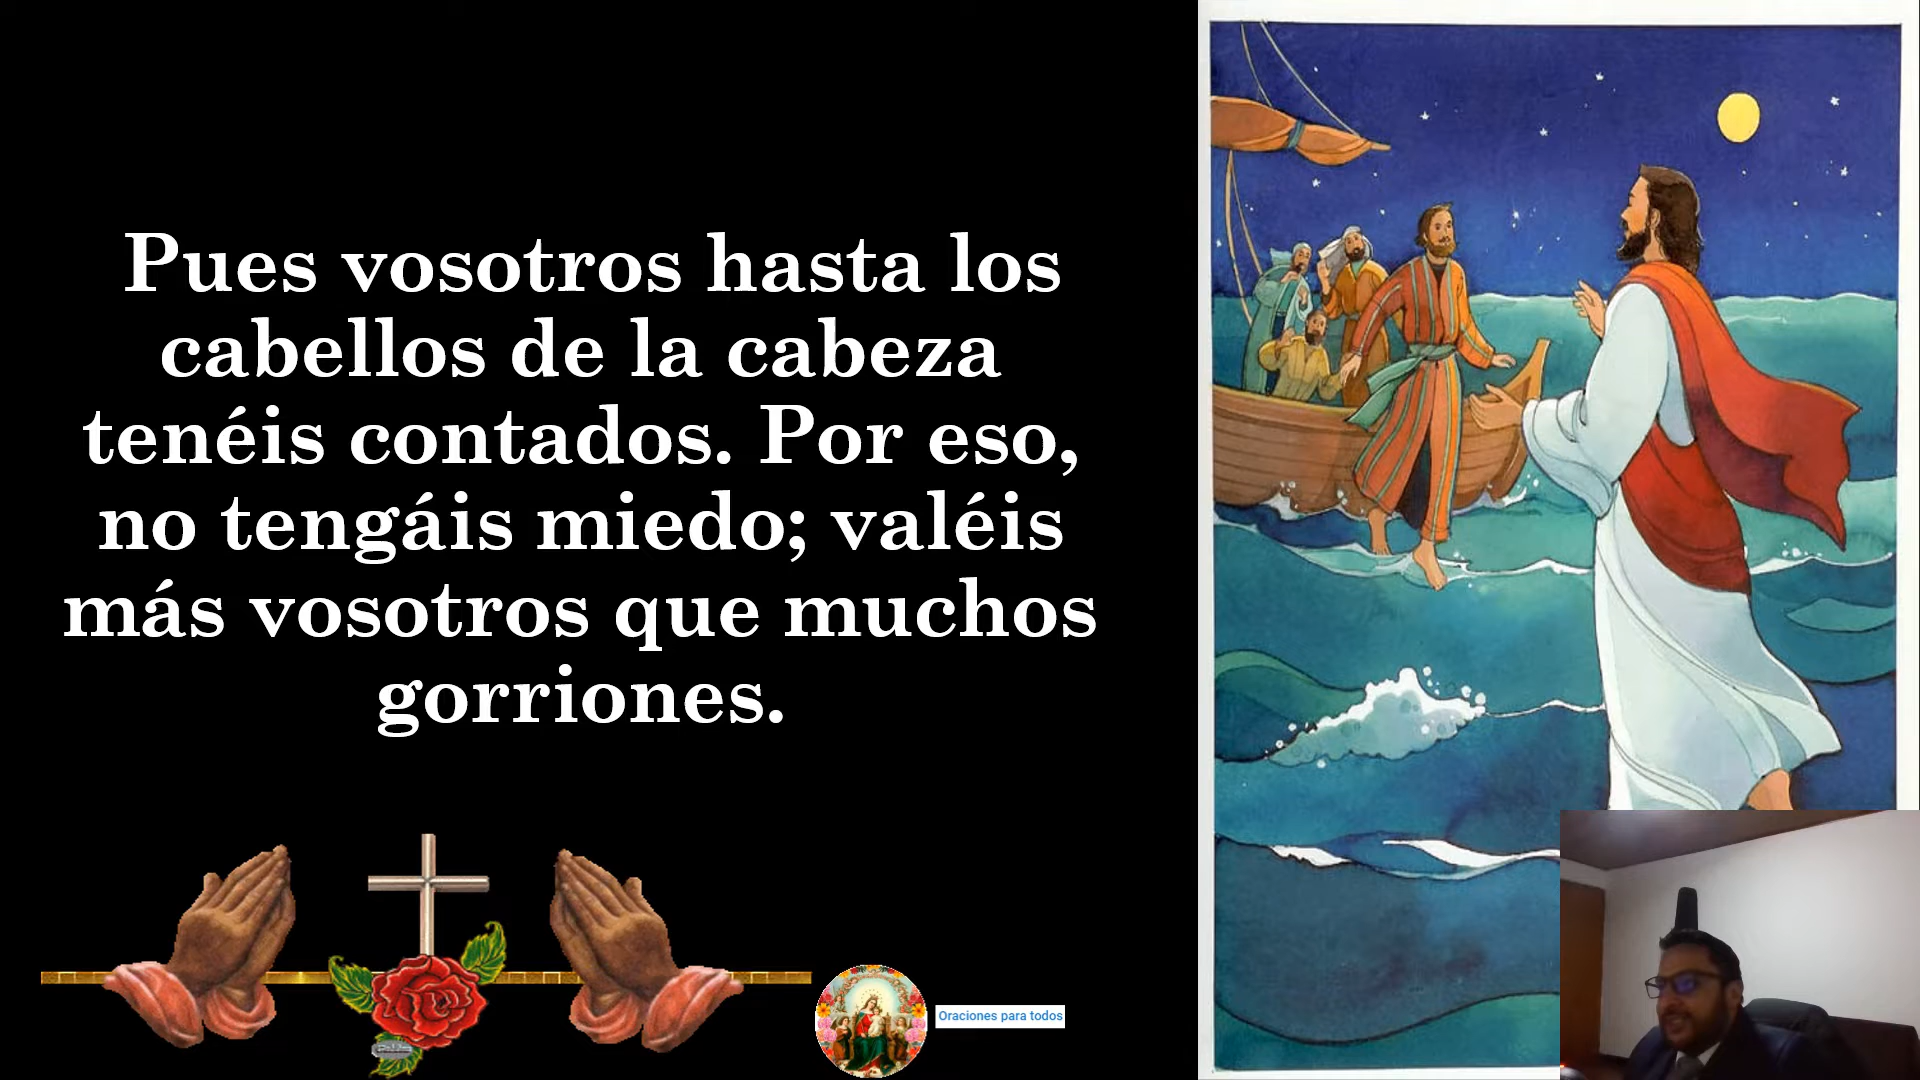 Pues vosotros hasta los
cabellos de la cabeza
tenéis contados. Por eso,
no tengáis miedo; valéis
más vosotros que muchos
gorriones.
Oraciones para todos